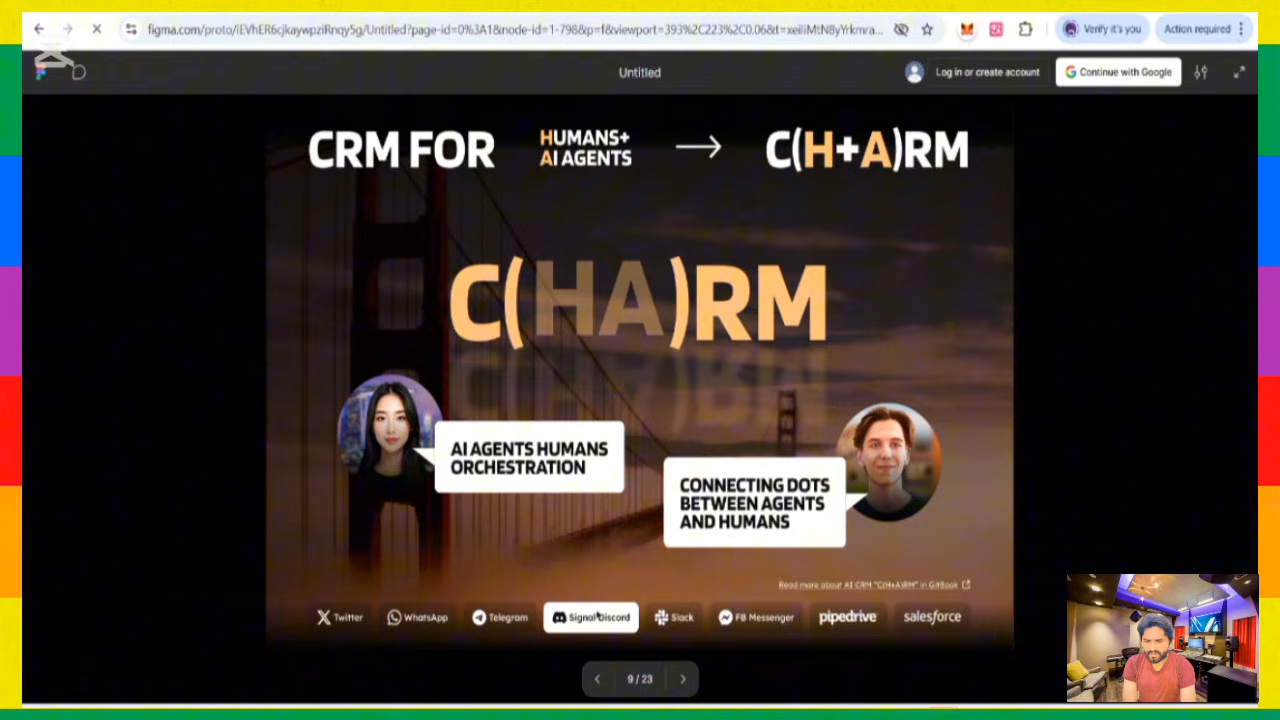 figma.com/proto/iEVhER6cjkaywpziRnqy5g/Untitled?page-id=0%3A1&node-id=1-798&p=f&viewport=393%2C223%2C0.06&t=xeiliMtN8yYrkmra...
Verify it's you
Action required
Untitled
Log in or create account
Continue with Google
CRM FOR
HUMANS+
AI AGENTS
C(H+A)RM
C(HA)RM
AI AGENTS HUMANS
ORCHESTRATION
CONNECTING DOTS
BETWEEN AGENTS
AND HUMANS
Read more about AI CRM "C(H+A)RM" in GitBook
Twitter
WhatsApp
Telegram
Signal/Discord
Slack
FB Messenger
pipedrive
salesforce
9 / 23